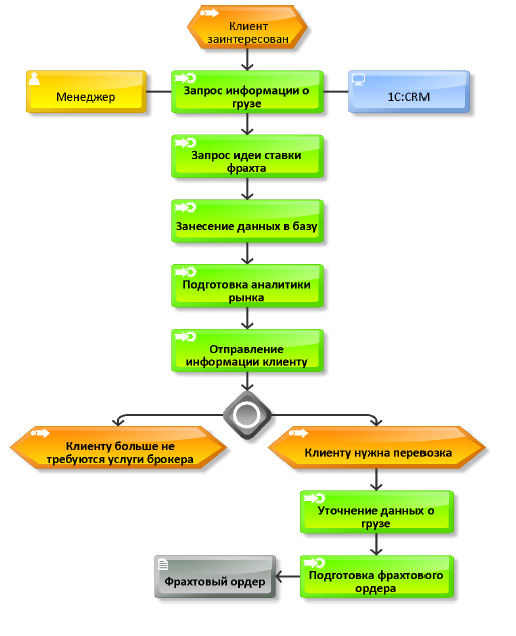 Клиент
заинтересован
Менеджер
Запрос информации о
грузе
1C:CRM
Запрос идеи ставки
фрахта
Занесение данных в базу
Подготовка аналитики
рынка
Отправление
информации клиенту
Клиенту больше не
требуются услуги брокера
Клиенту нужна перевозка
Уточнение данных о
грузе
Фрахтовый ордер
Подготовка фрахтового
ордера